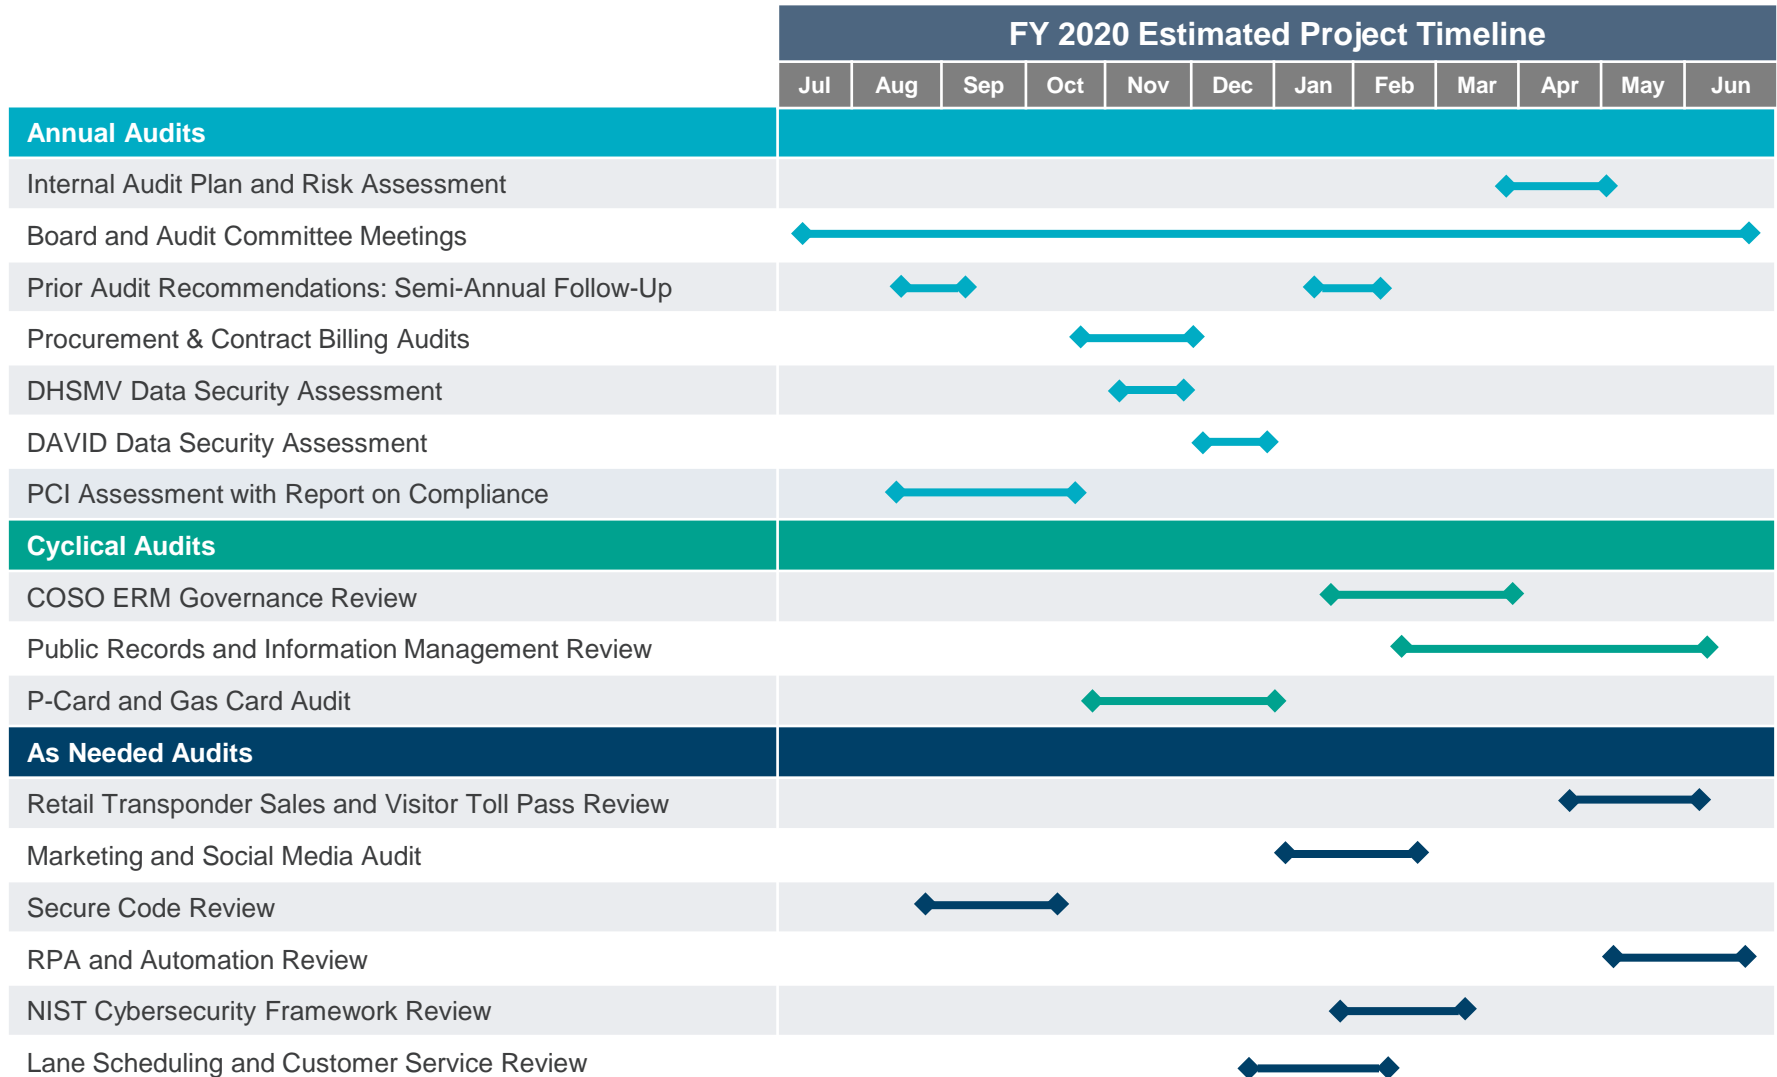 FY 2020 Estimated Project Timeline
Jul Aug Sep Oct Nov Dec Jan Feb Mar Apr May Jun
Annual Audits
Internal Audit Plan and Risk Assessment
Board and Audit Committee Meetings
Prior Audit Recommendations: Semi-Annual Follow-Up
Procurement & Contract Billing Audits
DHSMV Data Security Assessment
DAVID Data Security Assessment
PCI Assessment with Report on Compliance
Cyclical Audits
COSO ERM Governance Review
Public Records and Information Management Review
P-Card and Gas Card Audit
As Needed Audits
Retail Transponder Sales and Visitor Toll Pass Review
Marketing and Social Media Audit
Secure Code Review
RPA and Automation Review
NIST Cybersecurity Framework Review
Lane Scheduling and Customer Service Review